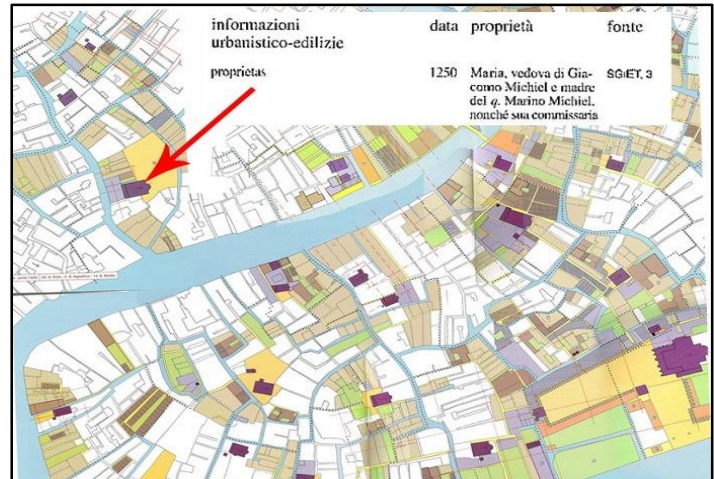 informazioni data proprietà fonte
urbanistico-edilizie
proprietas 1250 Maria, vedova di Gia- SGiET, 3
como Michiel e madre
del q. Marino Michiel,
nonché sua commissaria